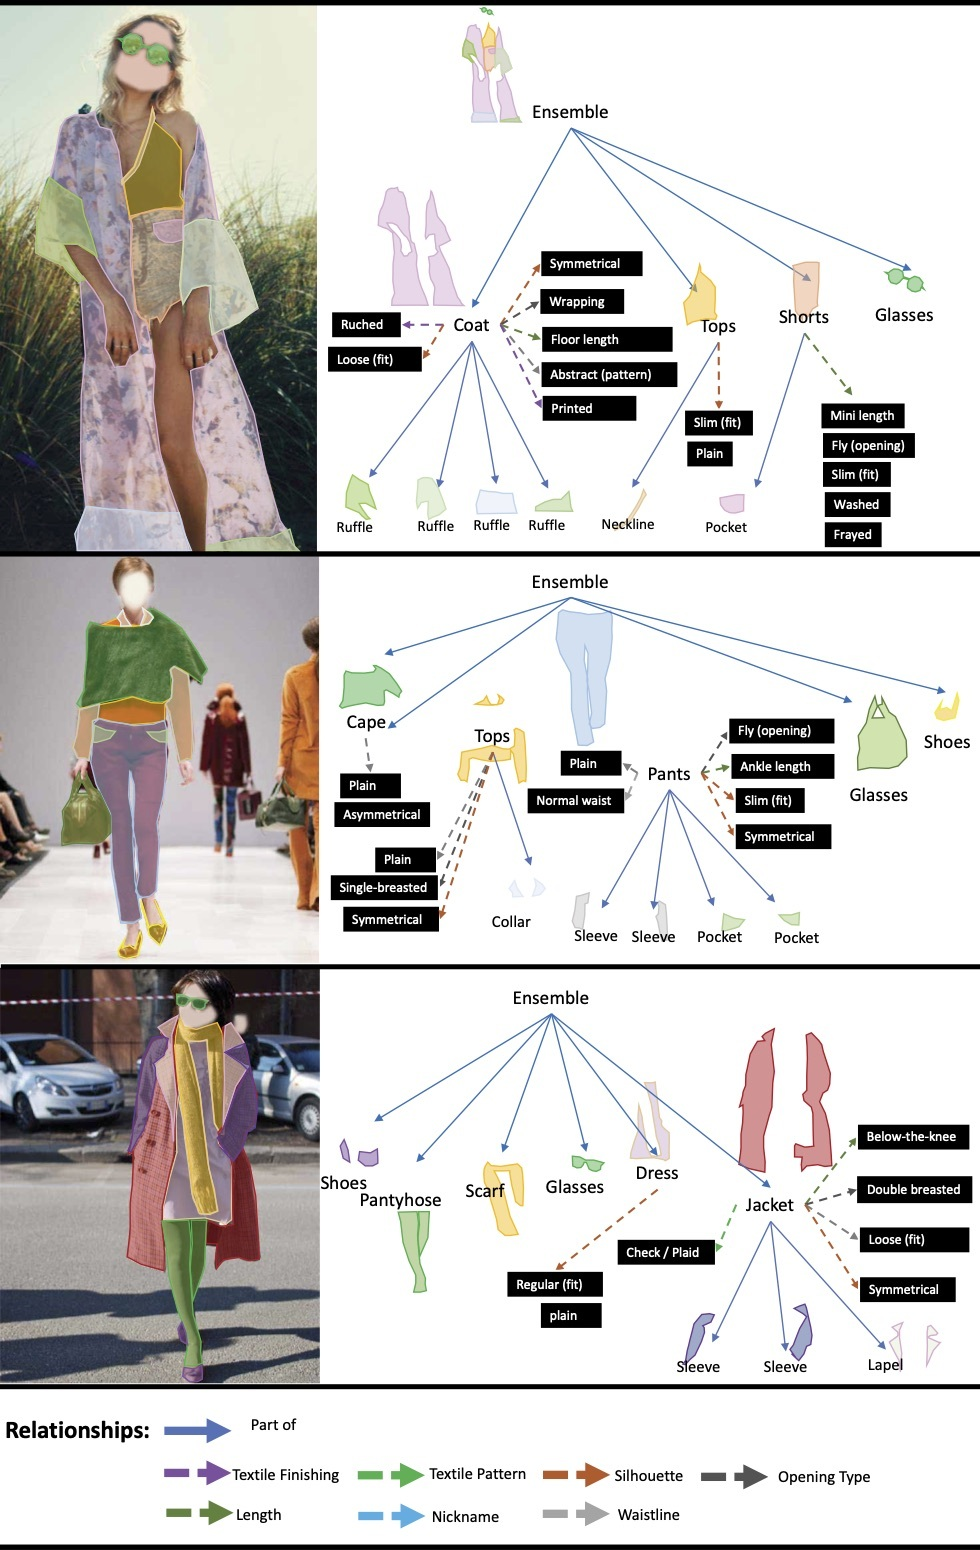 Ensemble
Symmetrical
Wrapping
Ruched
Coat
Floor length
Loose (fit)
Abstract (pattern)
Printed
Tops
Shorts
Glasses
Slim (fit)
Plain
Mini length
Fly (opening)
Slim (fit)
Washed
Frayed
Ruffle
Ruffle
Ruffle
Ruffle
Neckline
Pocket
Ensemble
Cape
Tops
Plain
Asymmetrical
Plain
Single-breasted
Symmetrical
Collar
Plain
Normal waist
Pants
Fly (opening)
Ankle length
Slim (fit)
Symmetrical
Glasses
Shoes
Sleeve
Sleeve
Pocket
Pocket
Ensemble
Shoes
Pantyhose
Scarf
Glasses
Dress
Jacket
Below-the-knee
Double breasted
Loose (fit)
Symmetrical
Check / Plaid
Regular (fit)
plain
Sleeve
Sleeve
Lapel
Relationships:
Part of
Textile Finishing
Textile Pattern
Silhouette
Opening Type
Length
Nickname
Waistline